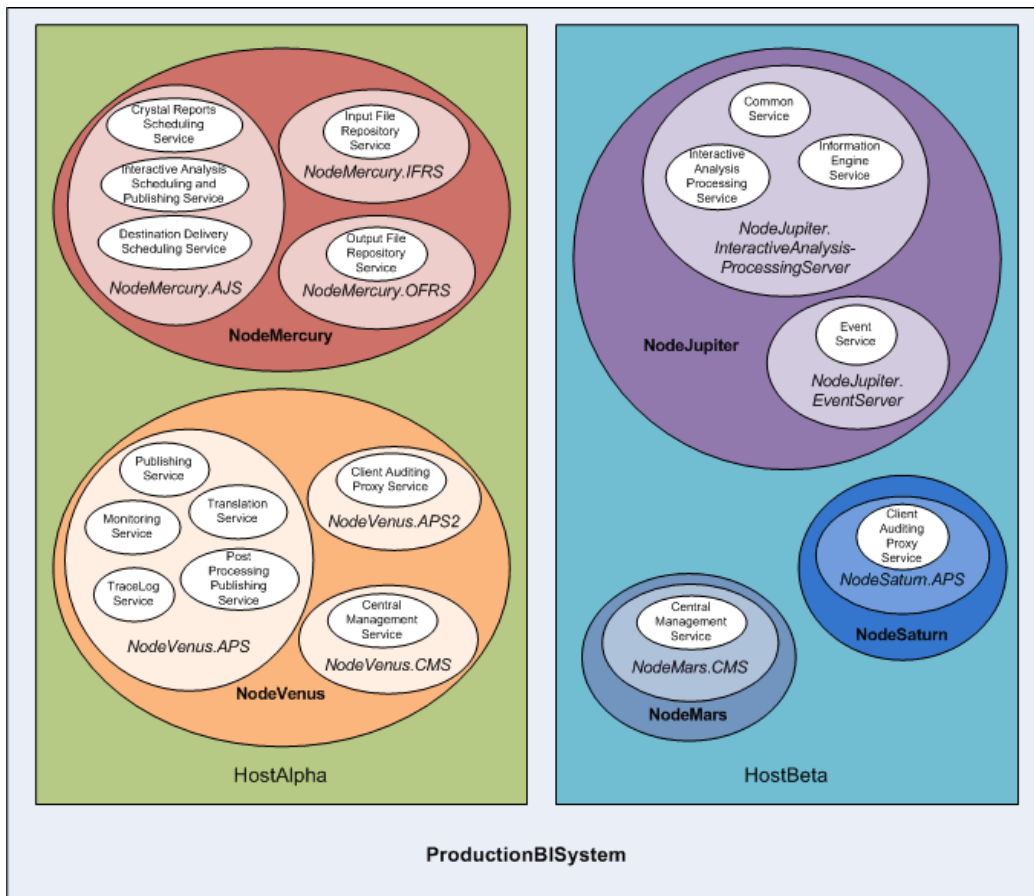 Crystal Reports
Scheduling
Service
Interactive Analysis
Scheduling and
Publishing Service
Destination Delivery
Scheduling Service
NodeMercury.AJS
Input File
Repository
Service
NodeMercury.IFRS
Output File
Repository
Service
NodeMercury.OFRS
NodeMercury
Publishing
Service
Monitoring
Service
Translation
Service
TraceLog
Service
Post
Processing
Publishing
Service
NodeVenus.APS
Client Auditing
Proxy Service
NodeVenus.APS2
Central
Management
Service
NodeVenus.CMS
NodeVenus
HostAlpha
Common
Service
Interactive
Analysis
Processing
Service
Information
Engine
Service
NodeJupiter.
InteractiveAnalysis-
ProcessingServer
NodeJupiter
Event
Service
NodeJupiter.
EventServer
Client
Auditing
Proxy
Service
NodeSaturn.APS
NodeSaturn
Central
Management
Service
NodeMars.CMS
NodeMars
HostBeta
ProductionBISystem